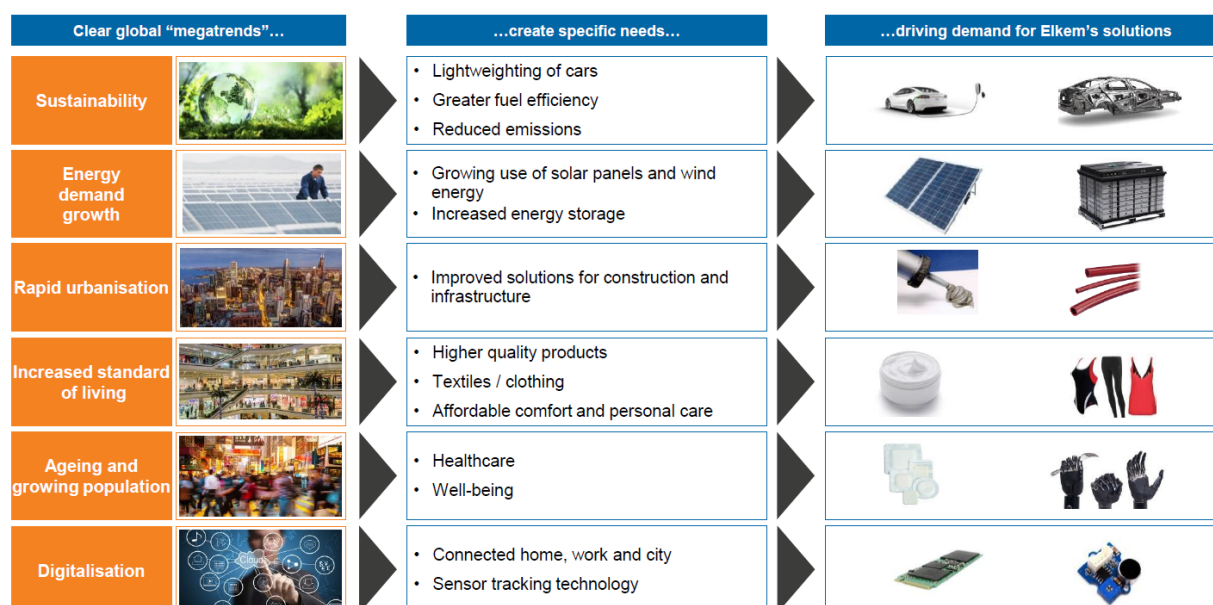 Clear global “megatrends”…
…create specific needs…
…driving demand for Elkem’s solutions
Sustainability
• Lightweighting of cars
• Greater fuel efficiency
• Reduced emissions
Energy
demand
growth
• Growing use of solar panels and wind
energy
• Increased energy storage
Rapid urbanisation
• Improved solutions for construction and
infrastructure
Increased standard
of living
• Higher quality products
• Textiles / clothing
• Affordable comfort and personal care
Ageing and
growing population
• Healthcare
• Well-being
Digitalisation
Cloud
• Connected home, work and city
• Sensor tracking technology